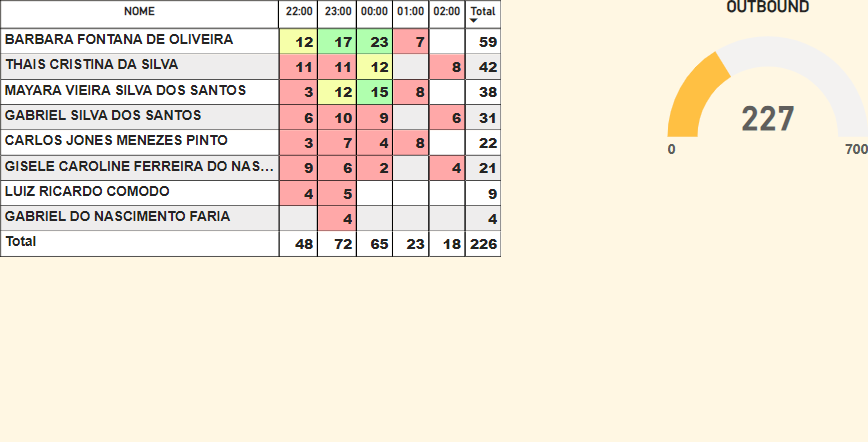 NOME 22:00 23:00 00:00 01:00 02:00 Total
BARBARA FONTANA DE OLIVEIRA 12 17 23 7 59
THAIS CRISTINA DA SILVA 11 11 12 8 42
MAYARA VIEIRA SILVA DOS SANTOS 3 12 15 8 38
GABRIEL SILVA DOS SANTOS 6 10 9 6 31
CARLOS JONES MENEZES PINTO 3 7 4 8 22
GISELE CAROLINE FERREIRA DO NAS... 9 6 2 4 21
LUIZ RICARDO COMODO 4 5 9
GABRIEL DO NASCIMENTO FARIA 4 4
Total 48 72 65 23 18 226
OUTBOUND
227
0 700